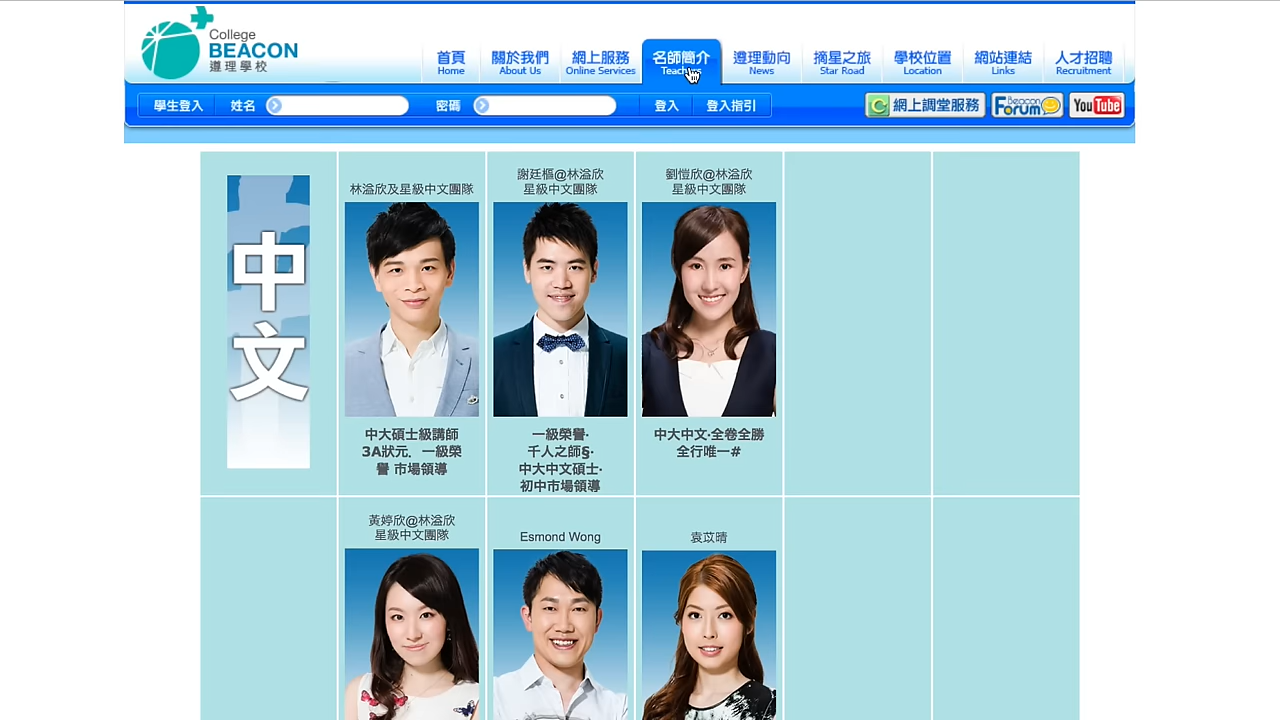 College
BEACON
遵理學校
首頁
Home
關於我們
About Us
網上服務
Online Services
名師簡介
Teachers
遵理動向
News
摘星之旅
Star Road
學校位置
Location
網站連結
Links
人才招聘
Recruitment
學生登入
姓名
密碼
登入
登入指引
網上調堂服務
Beacon
Forum
YouTube
中
文
林溢欣及星級中文團隊
中大碩士級講師
3A狀元．一級榮
譽 市場領導
謝廷樞@林溢欣
星級中文團隊
一級榮譽·
千人之師§·
中大中文碩士·
初中市場領導
劉愷欣@林溢欣
星級中文團隊
中大中文·全卷全勝
全行唯一#
黃婷欣@林溢欣
星級中文團隊
Esmond Wong
袁苡晴